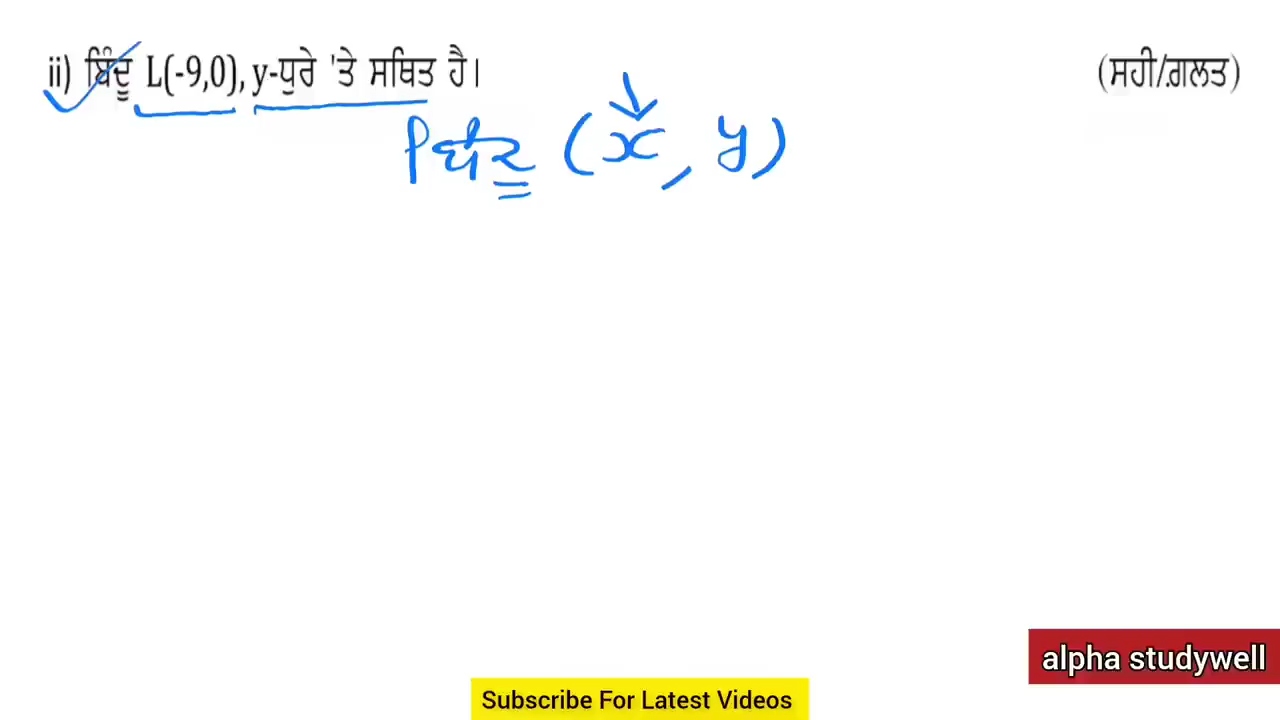 ii) ਬਿੰਦੂ L(-9,0), y-ਧੁਰੇ 'ਤੇ ਸਥਿਤ ਹੈ। (ਸਹੀ/ਗ਼ਲਤ)
(x, y)
alpha studywell
Subscribe For Latest Videos